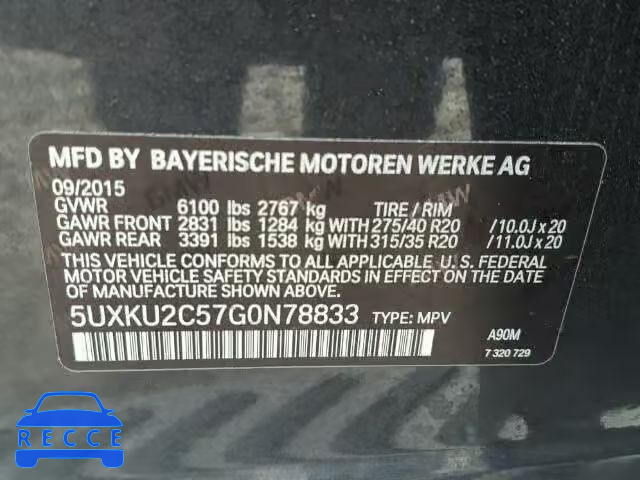 MFD BY BAYERISCHE MOTOREN WERKE AG
09/2015
GVWR 6100 lbs 2767 kg TIRE / RIM
GAWR FRONT 2831 lbs 1284 kg WITH 275/40 R20 /10.0J x 20
GAWR REAR 3391 lbs 1538 kg WITH 315/35 R20 /11.0J x 20
THIS VEHICLE CONFORMS TO ALL APPLICABLE U.S. FEDERAL
MOTOR VEHICLE SAFETY STANDARDS IN EFFECT ON THE DATE
OF MANUFACTURE SHOWN ABOVE.
5UXKU2C57G0N78833 TYPE: MPV
A90M
7 320 729
RECCE